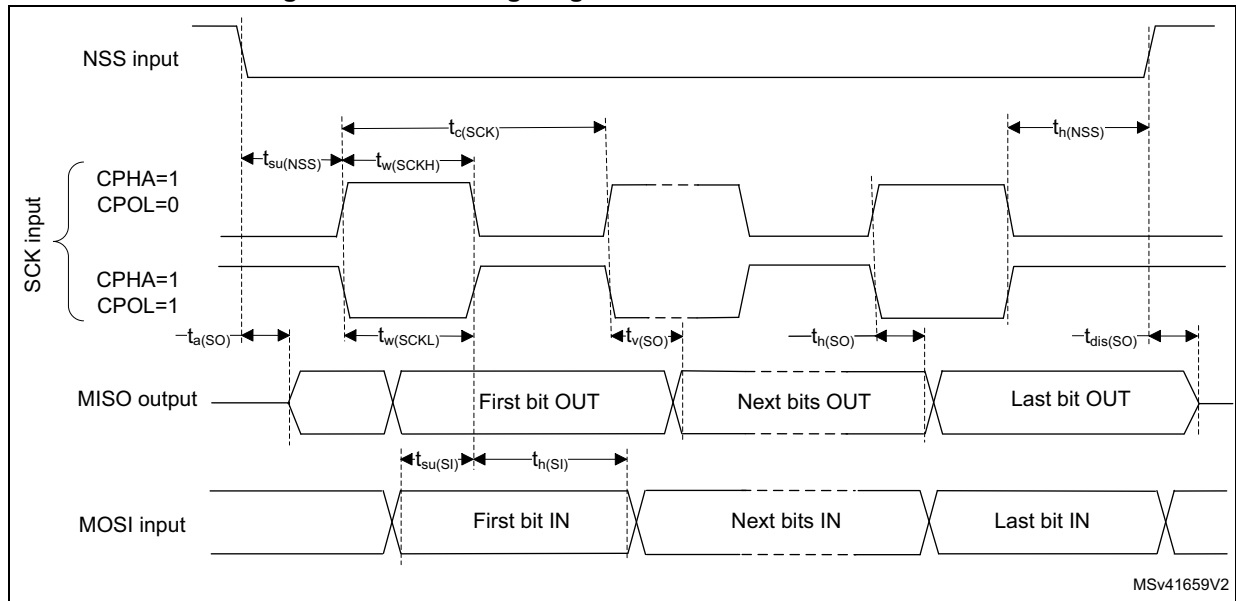 NSS input
tc(SCK)
th(NSS)
tsu(NSS)
tw(SCKH)
SCK input
CPHA=1
CPOL=0
CPHA=1
CPOL=1
ta(SO)
tw(SCKL)
tv(SO)
th(SO)
tdis(SO)
MISO output
First bit OUT
Next bits OUT
Last bit OUT
tsu(SI)
th(SI)
MOSI input
First bit IN
Next bits IN
Last bit IN
MSv41659V2